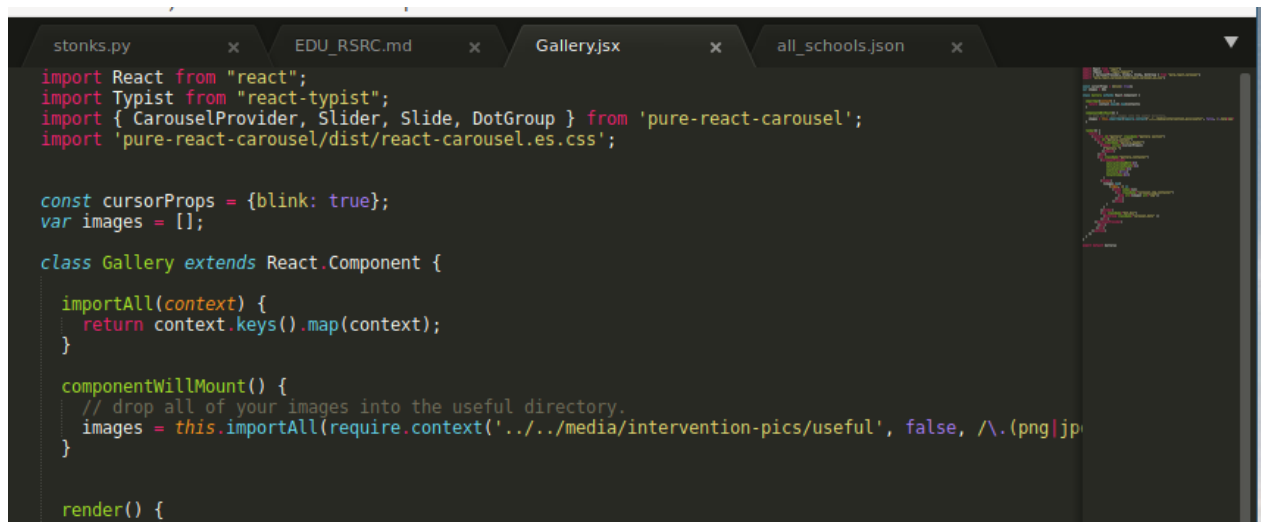 stonks.py × EDU_RSRC.md × Gallery.jsx × all_schools.json × ▼
import React from "react";
import Typist from "react-typist";
import { CarouselProvider, Slider, Slide, DotGroup } from 'pure-react-carousel';
import 'pure-react-carousel/dist/react-carousel.es.css';
const cursorProps = {blink: true};
var images = [];
class Gallery extends React.Component {
importAll(context) {
return context.keys().map(context);
}
componentWillMount() {
// drop all of your images into the useful directory.
images = this.importAll(require.context('../../media/intervention-pics/useful', false, /\.(png|jp
}
render() {